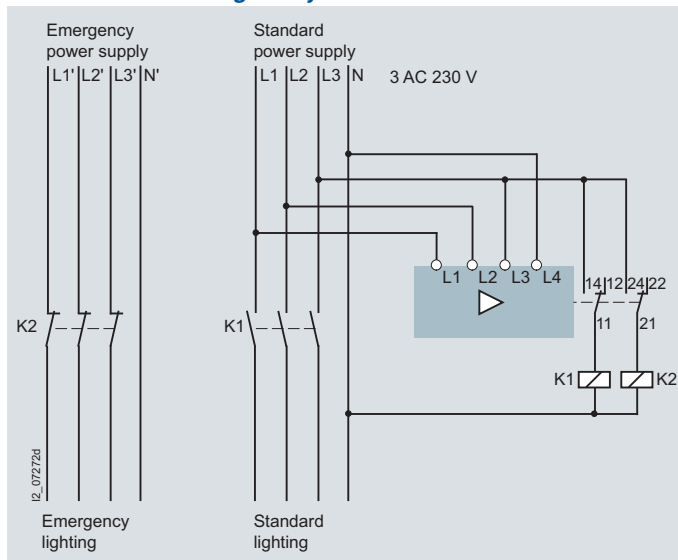 Emergency
power supply
Standard
power supply
L1' L2' L3' N'
L1 L2 L3 N
3 AC 230 V
L1 L2 L3 L4
14 12 24 22
K2
K1
11
21
K1
K2
I2_07272d
Emergency
lighting
Standard
lighting